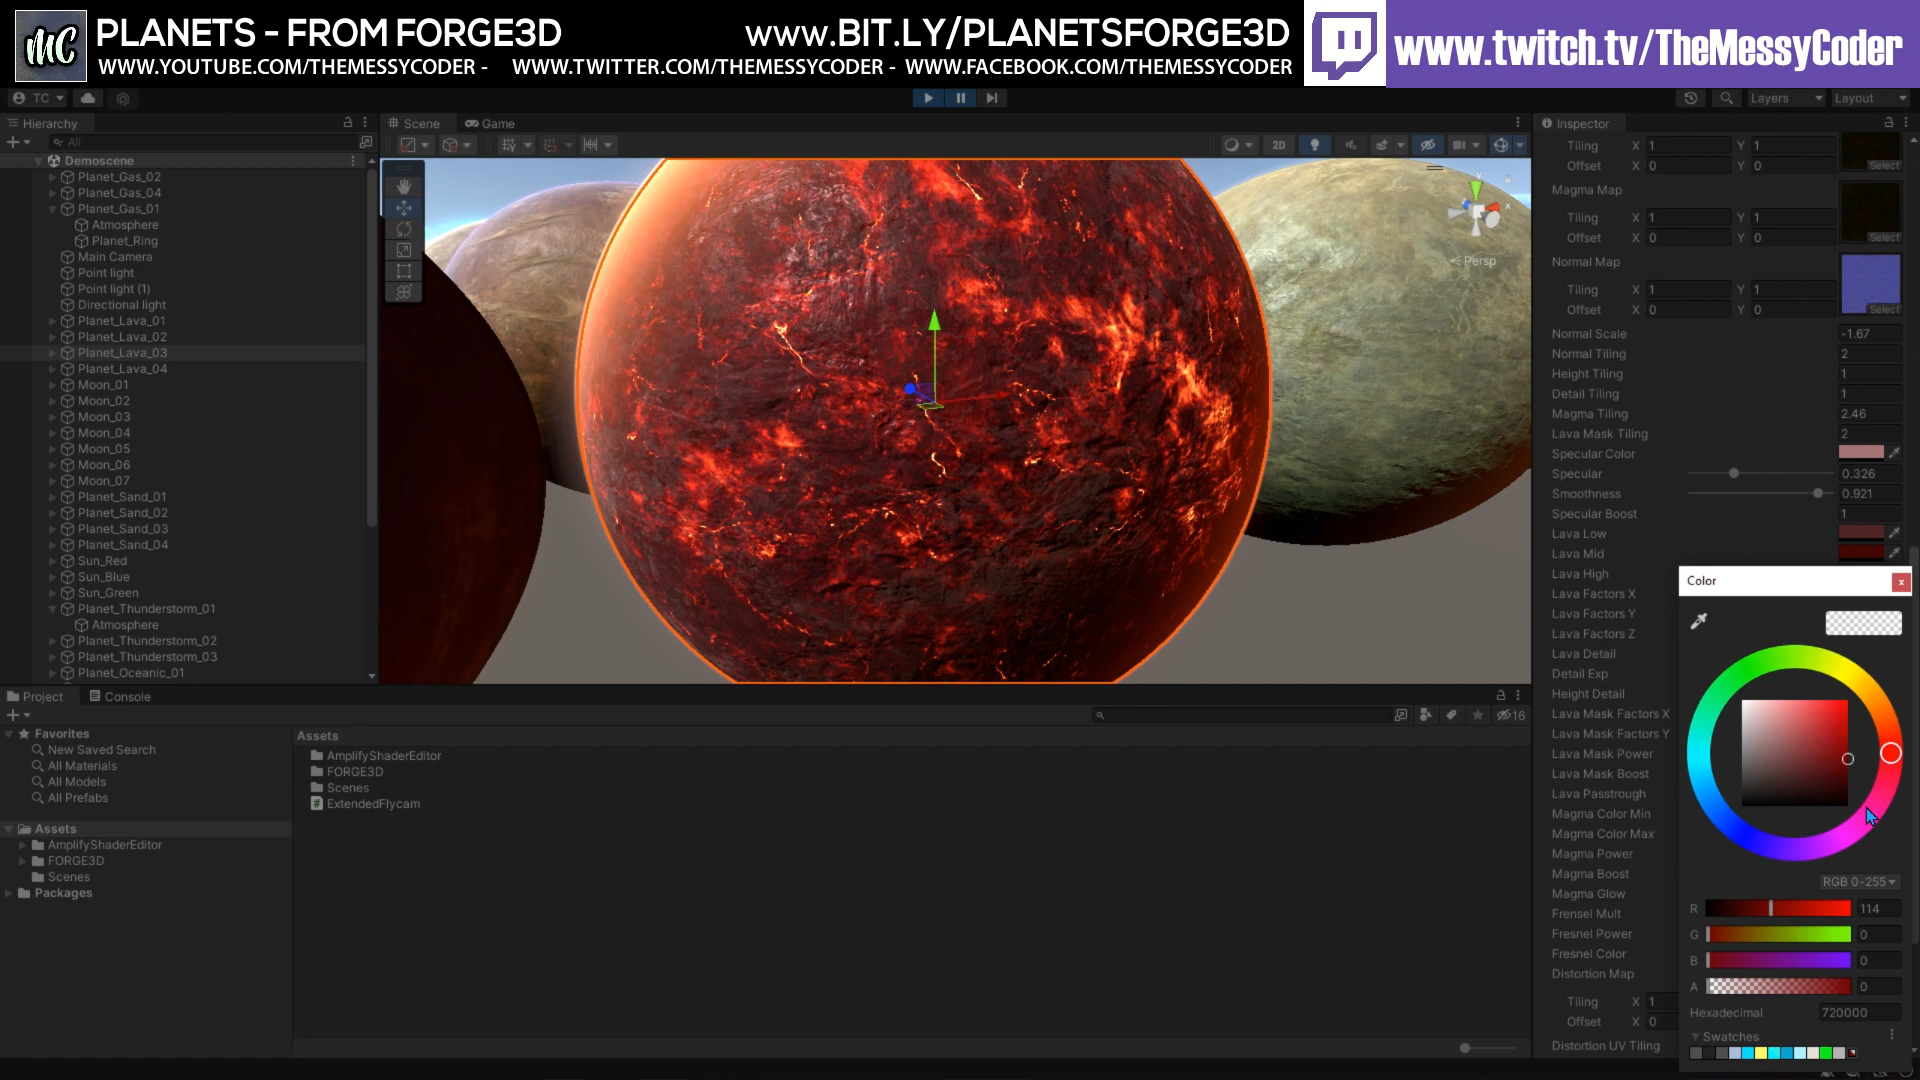 MC
PLANETS - FROM FORGE3D
www.BIT.LY/PLANETSFORGE3D
www.twitch.tv/TheMessyCoder
WWW.YOUTUBE.COM/THEMESSYCODER - WWW.TWITTER.COM/THEMESSYCODER - WWW.FACEBOOK.COM/THEMESSYCODER
TC
Layers
Layout
Hierarchy
All
Demoscene
Planet_Gas_02
Planet_Gas_04
Planet_Gas_01
Atmosphere
Planet_Ring
Main Camera
Point light
Point light (1)
Directional light
Planet_Lava_01
Planet_Lava_02
Planet_Lava_03
Planet_Lava_04
Moon_01
Moon_02
Moon_03
Moon_04
Moon_05
Moon_06
Moon_07
Planet_Sand_01
Planet_Sand_02
Planet_Sand_03
Planet_Sand_04
Sun_Red
Sun_Blue
Sun_Green
Planet_Thunderstorm_01
Atmosphere
Planet_Thunderstorm_02
Planet_Thunderstorm_03
Planet_Oceanic_01
Scene
Game
2D
y
x
Persp
Inspector
Tiling X 1 Y 1
Offset X 0 Y 0
Select
Magma Map
Tiling X 1 Y 1
Offset X 0 Y 0
Select
Normal Map
Tiling X 1 Y 1
Offset X 0 Y 0
Select
Normal Scale -1.67
Normal Tiling 2
Height Tiling 1
Detail Tiling 1
Magma Tiling 2.46
Lava Mask Tiling 2
Specular Color
Specular 0.326
Smoothness 0.921
Specular Boost 1
Lava Low
Lava Mid
Lava High
Lava Factors X
Lava Factors Y
Lava Factors Z
Lava Detail
Detail Exp
Height Detail
Lava Mask Factors X
Lava Mask Factors Y
Lava Mask Power
Lava Mask Boost
Lava Passtrough
Magma Color Min
Magma Color Max
Magma Power
Magma Boost
Magma Glow
Frensel Mult
Fresnel Power
Fresnel Color
Distortion Map
Tiling X 1
Offset X 0
Distortion UV Tiling
Color
x
RGB 0-255
R 114
G 0
B 0
A 0
Hexadecimal 720000
Swatches
Project
Console
16
Favorites
New Saved Search
All Materials
All Models
All Prefabs
Assets
AmplifyShaderEditor
FORGE3D
Scenes
Packages
Assets
AmplifyShaderEditor
FORGE3D
Scenes
ExtendedFlycam